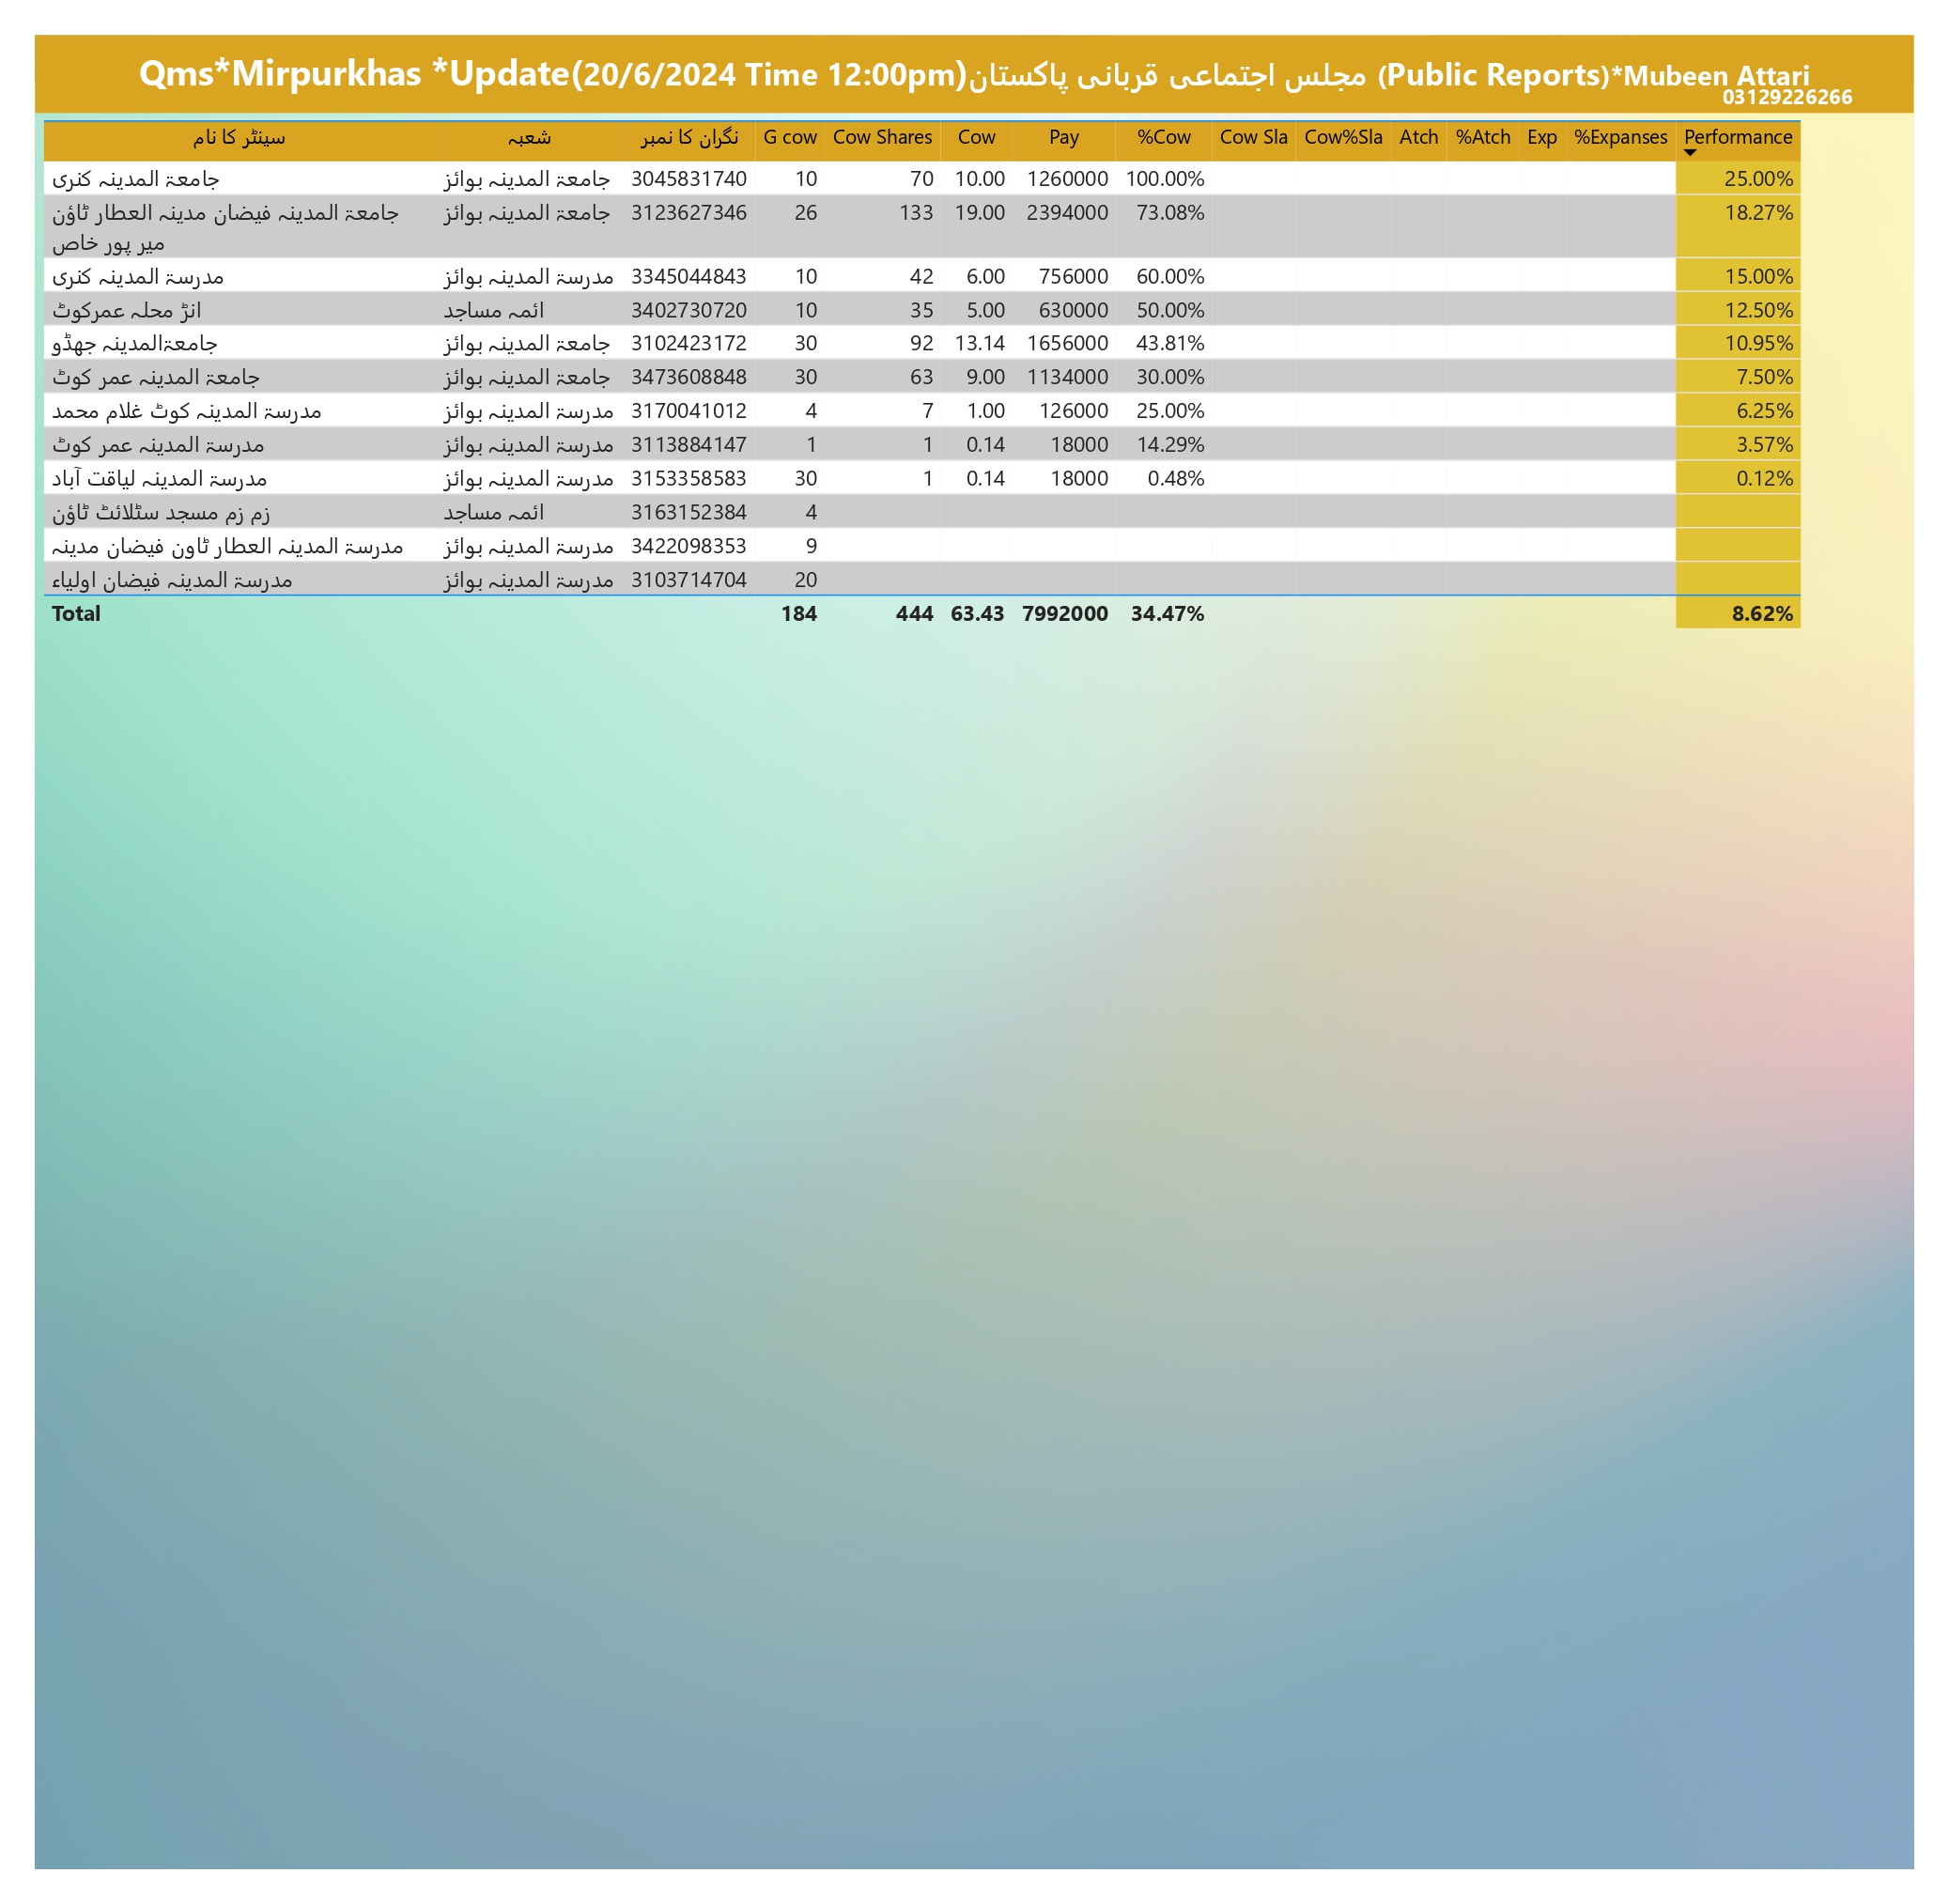 Qms*Mirpurkhas *Update(20/6/2024 Time 12:00pm)مجلس اجتماعی قربانی پاکستان (Public Reports)*Mubeen Attari
03129226266
سینٹر کا نام شعبہ نگران کا نمبر G cow Cow Shares Cow Pay %Cow Cow Sla Cow%Sla Atch %Atch Exp %Expanses Performance
جامعۃ المدینہ کنری جامعۃ المدینہ بوائز 3045831740 10 70 10.00 1260000 100.00% 25.00%
جامعۃ المدینہ فیضان مدینہ العطار ٹاؤن جامعۃ المدینہ بوائز 3123627346 26 133 19.00 2394000 73.08% 18.27%
میر پور خاص
مدرسۃ المدینہ کنری مدرسۃ المدینہ بوائز 3345044843 10 42 6.00 756000 60.00% 15.00%
انڑ محلہ عمرکوٹ ائمہ مساجد 3402730720 10 35 5.00 630000 50.00% 12.50%
جامعۃالمدینہ جھڈو جامعۃ المدینہ بوائز 3102423172 30 92 13.14 1656000 43.81% 10.95%
جامعۃ المدینہ عمر کوٹ جامعۃ المدینہ بوائز 3473608848 30 63 9.00 1134000 30.00% 7.50%
مدرسۃ المدینہ کوٹ غلام محمد مدرسۃ المدینہ بوائز 3170041012 4 7 1.00 126000 25.00% 6.25%
مدرسۃ المدینہ عمر کوٹ مدرسۃ المدینہ بوائز 3113884147 1 1 0.14 18000 14.29% 3.57%
مدرسۃ المدینہ لیاقت آباد مدرسۃ المدینہ بوائز 3153358583 30 1 0.14 18000 0.48% 0.12%
زم زم مسجد سٹلائٹ ٹاؤن ائمہ مساجد 3163152384 4
مدرسۃ المدینہ العطار ٹاون فیضان مدینہ مدرسۃ المدینہ بوائز 3422098353 9
مدرسۃ المدینہ فیضان اولیاء مدرسۃ المدینہ بوائز 3103714704 20
Total 184 444 63.43 7992000 34.47% 8.62%